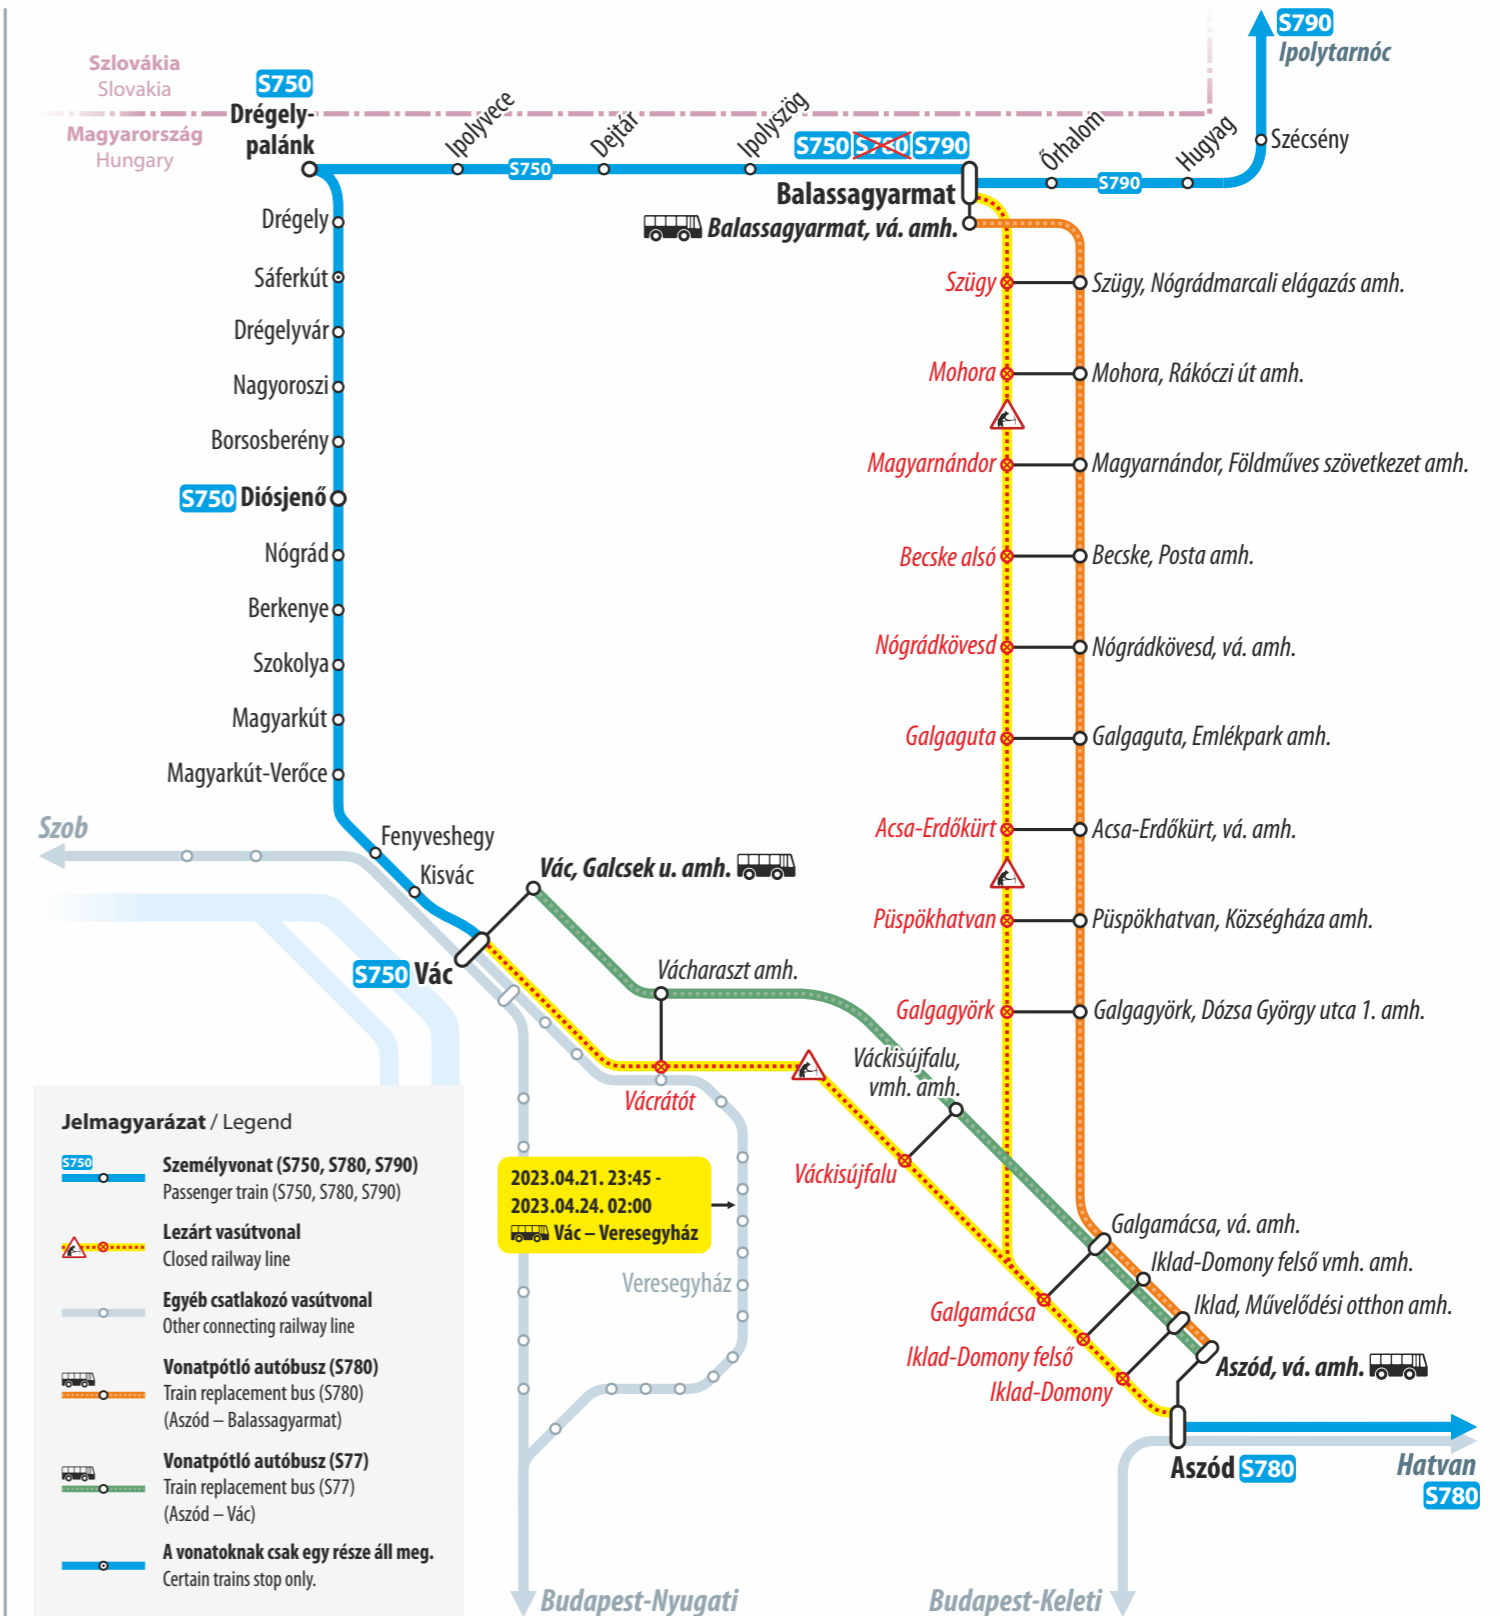 S790
Ipolytarnóc
Szlovákia
Slovakia
Magyarország
Hungary
S750
Drégely-
palánk
Ipolyvece
S750
Dejtár
Ipolyszög
S750 S780 S790
Balassagyarmat
Őrhalom
S790
Hugyag
Szécsény
Balassagyarmat, vá. amh.
Drégely
Sáferkút
Drégelyvár
Nagyoroszi
Borsosberény
S750 Diósjenő
Nógrád
Berkenye
Szokolya
Magyarkút
Magyarkút-Verőce
Szügy
Szügy, Nógrádmarcali elágazás amh.
Mohora
Mohora, Rákóczi út amh.
Magyarnándor
Magyarnándor, Földműves szövetkezet amh.
Becske alsó
Becske, Posta amh.
Nógrádkövesd
Nógrádkövesd, vá. amh.
Galgaguta
Galgaguta, Emlékpark amh.
Acsa-Erdőkürt
Acsa-Erdőkürt, vá. amh.
Püspökhatvan
Püspökhatvan, Községháza amh.
Galgagyörk
Galgagyörk, Dózsa György utca 1. amh.
Szob
Fenyveshegy
Kisvác
Vác, Galcsek u. amh.
S750 Vác
Vácharaszt amh.
Váckisújfalu,
vmh. amh.
Vácrátót
Váckisújfalu
2023.04.21. 23:45 -
2023.04.24. 02:00
Vác – Veresegyház
Veresegyház
Galgamácsa, vá. amh.
Iklad-Domony felső vmh. amh.
Iklad, Művelődési otthon amh.
Aszód, vá. amh.
Galgamácsa
Iklad-Domony felső
Iklad-Domony
Aszód S780
Hatvan
S780
Budapest-Nyugati
Budapest-Keleti
Jelmagyarázat / Legend
S750
Személyvonat (S750, S780, S790)
Passenger train (S750, S780, S790)
Lezárt vasútvonal
Closed railway line
Egyéb csatlakozó vasútvonal
Other connecting railway line
Vonatpótló autóbusz (S780)
Train replacement bus (S780)
(Aszód – Balassagyarmat)
Vonatpótló autóbusz (S77)
Train replacement bus (S77)
(Aszód – Vác)
A vonatoknak csak egy része áll meg.
Certain trains stop only.